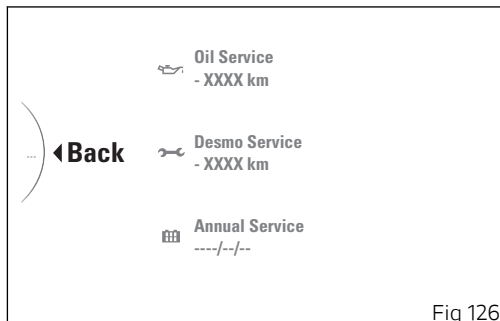 Oil Service
- XXXX km
...
Back
Desmo Service
- XXXX km
Annual Service
----/--/--
Fig 126